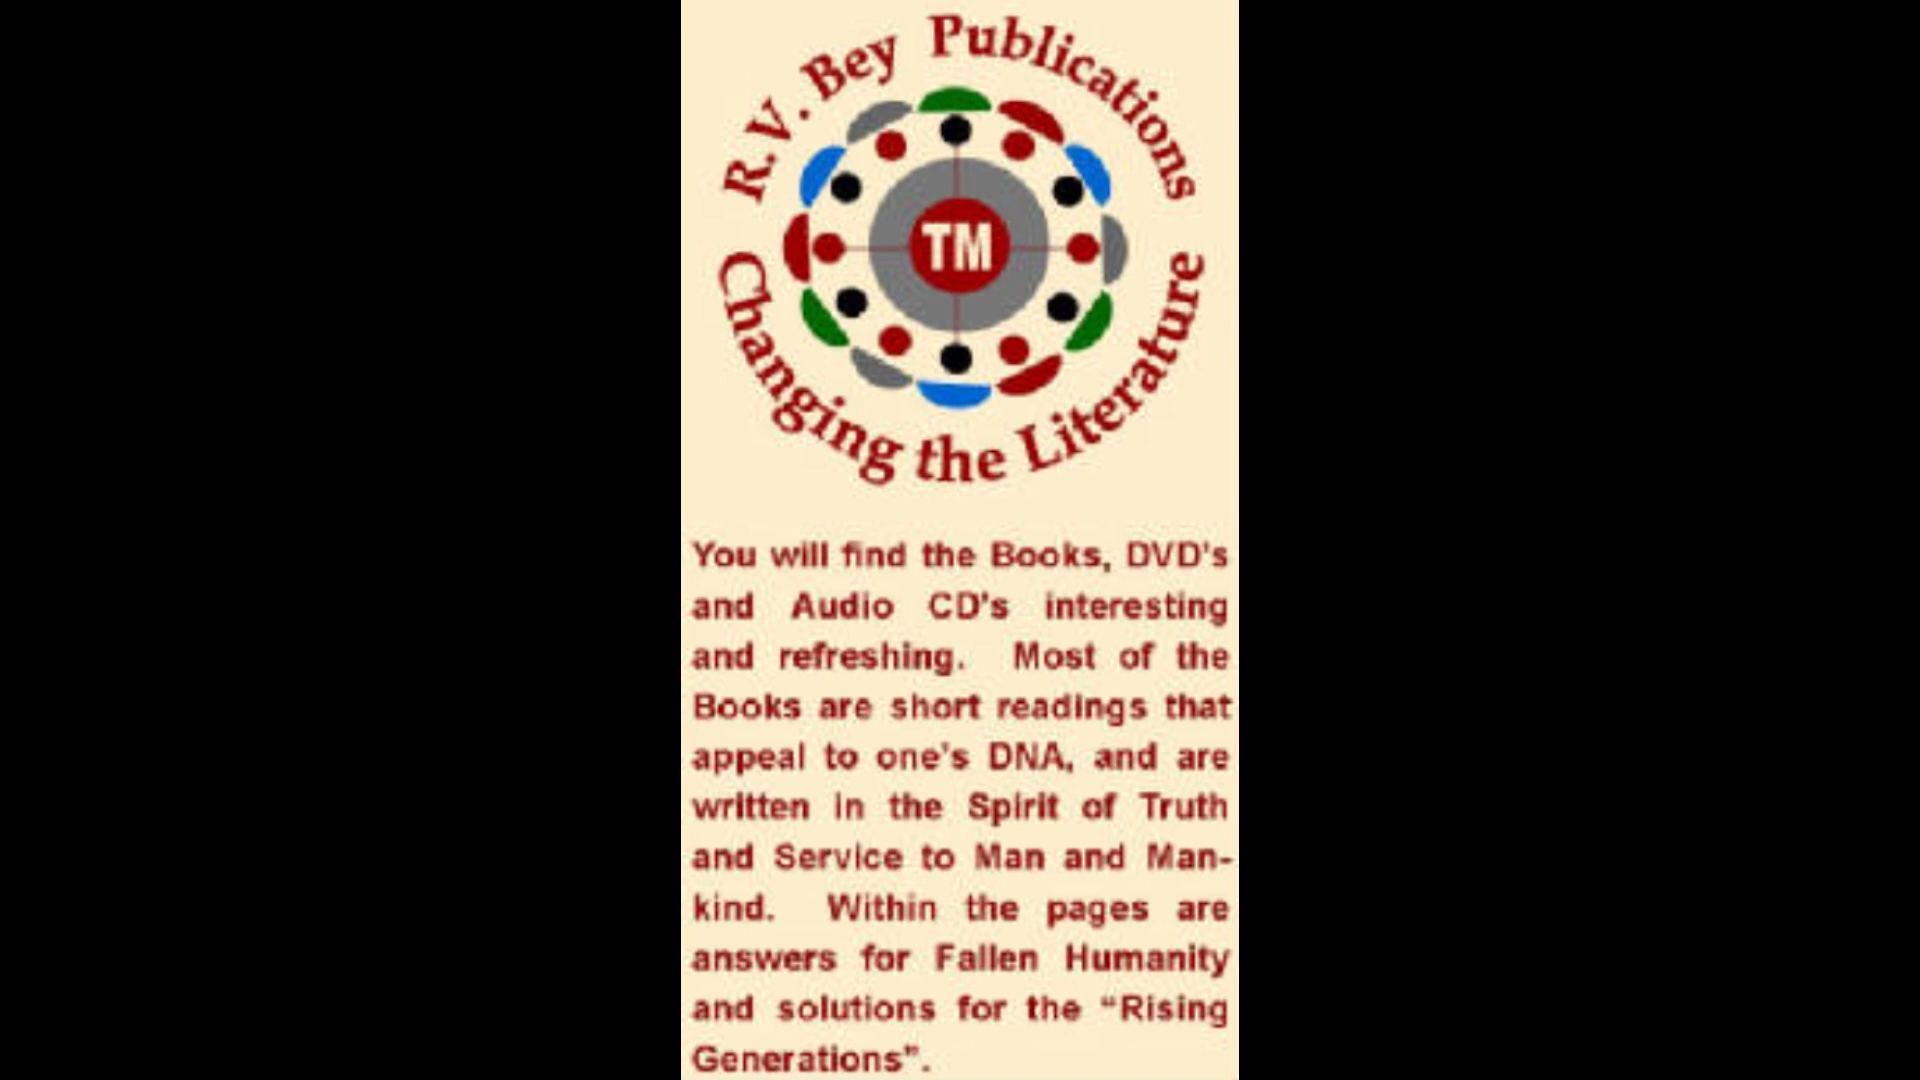 R.V. Bey Publications
TM
Changing the Literature
You will find the Books, DVD's
and Audio CD's interesting
and refreshing. Most of the
Books are short readings that
appeal to one's DNA, and are
written in the Spirit of Truth
and Service to Man and Man-
kind. Within the pages are
answers for Fallen Humanity
and solutions for the “Rising
Generations”.